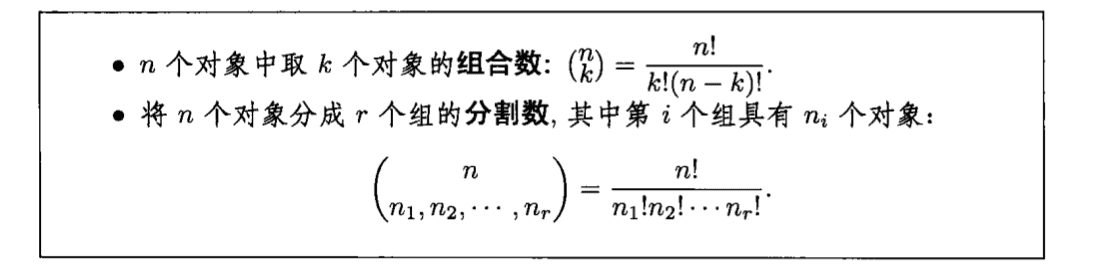 • n 个对象中取 k 个对象的组合数: $\binom{n}{k} = \frac{n!}{k!(n-k)!}$.
• 将 n 个对象分成 r 个组的分割数, 其中第 i 个组具有 $n_i$ 个对象:
$\binom{n}{n_1, n_2, \cdots, n_r} = \frac{n!}{n_1! n_2! \cdots n_r!}$.